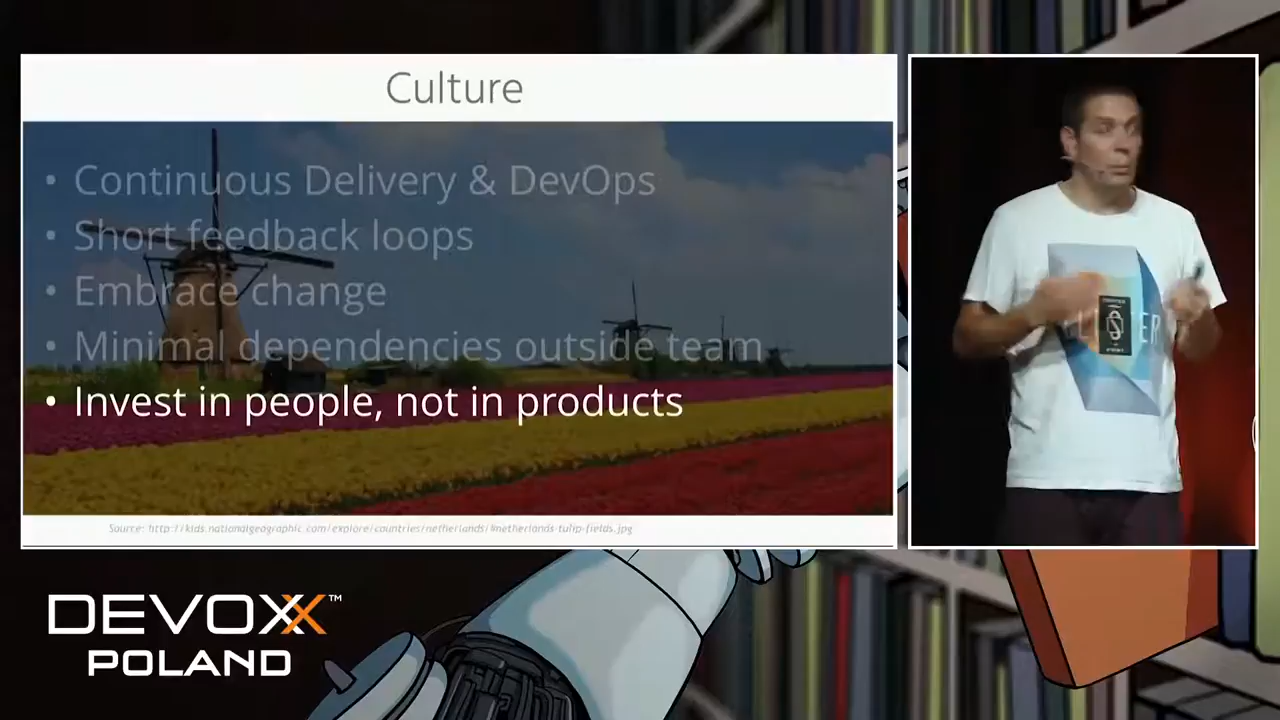 Culture
• Continuous Delivery & DevOps
• Short feedback loops
• Embrace change
• Minimal dependencies outside team
• Invest in people, not in products
Source: http://kids.nationalgeographic.com/explore/countries/netherlands/#netherlands-tulip-fields.jpg
DEVOXX™
POLAND